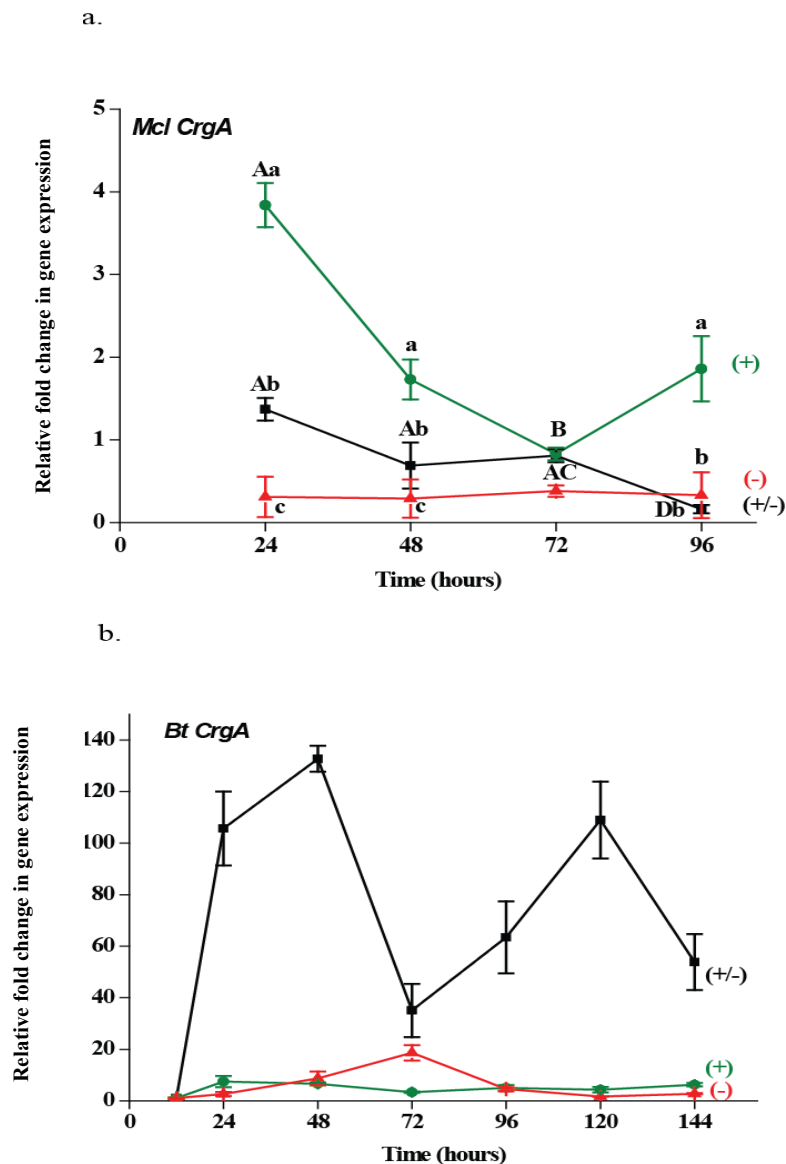 a.
Mcl CrgA
Relative fold change in gene expression
5
4
3
2
1
0
Aa
a
a
(+)
Ab
Ab
B
AC
b
(-)
c
c
Db
(+/-)
0
24
48
72
96
Time (hours)
b.
Bt CrgA
Relative fold change in gene expression
140
120
100
80
60
40
20
0
(+/-)
(+)
(-)
0
24
48
72
96
120
144
Time (hours)